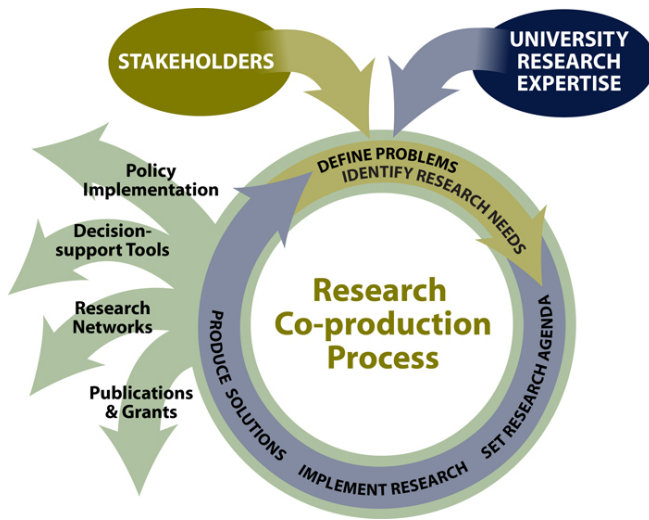 STAKEHOLDERS
UNIVERSITY
RESEARCH
EXPERTISE
DEFINE PROBLEMS
IDENTIFY RESEARCH NEEDS
SET RESEARCH AGENDA
IMPLEMENT RESEARCH
PRODUCE SOLUTIONS
Research
Co-production
Process
Policy
Implementation
Decision-
support Tools
Research
Networks
Publications
& Grants